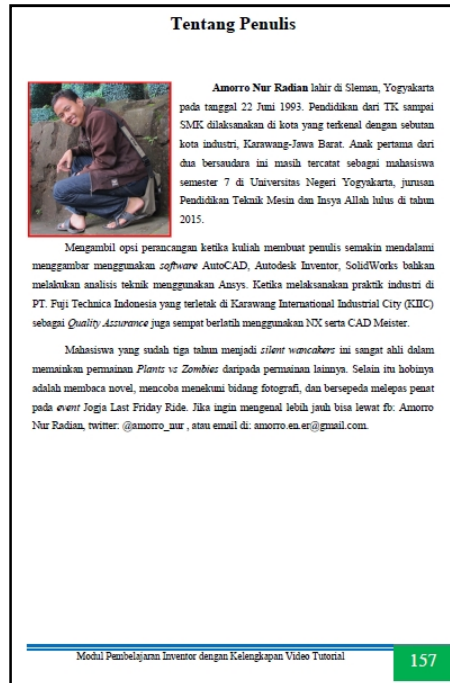 Tentang Penulis
Amorro Nur Radian lahir di Sleman, Yogyakarta
pada tanggal 22 Juni 1993. Pendidikan dari TK sampai
SMK dilaksanakan di kota yang terkenal dengan sebutan
kota industri, Karawang-Jawa Barat. Anak pertama dari
dua bersaudara ini masih tercatat sebagai mahasiswa
semester 7 di Universitas Negeri Yogyakarta, jurusan
Pendidikan Teknik Mesin dan Insya Allah lulus di tahun
2015.
Mengambil opsi perancangan ketika kuliah membuat penulis semakin mendalami
menggambar menggunakan software AutoCAD, Autodesk Inventor, SolidWorks bahkan
melakukan analisis teknik menggunakan Ansys. Ketika melaksanakan praktik industri di
PT. Fuji Technica Indonesia yang terletak di Karawang International Industrial City (KIIC)
sebagai Quality Assurance juga sempat berlatih menggunakan NX serta CAD Meister.
Mahasiswa yang sudah tiga tahun menjadi silent wancakers ini sangat ahli dalam
memainkan permainan Plants vs Zombies daripada permainan lainnya. Selain itu hobinya
adalah membaca novel, mencoba menekuni bidang fotografi, dan bersepeda melepas penat
pada event Jogja Last Friday Ride. Jika ingin mengenal lebih jauh bisa lewat fb: Amorro
Nur Radian, twitter: @amorro_nur , atau email di: amorro.en.er@gmail.com.
Modul Pembelajaran Inventor dengan Kelengkapan Video Tutorial
157